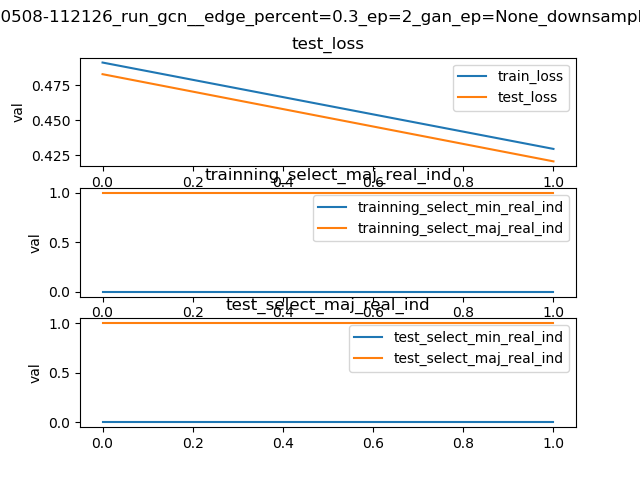 0508-112126_run_gcn__edge_percent=0.3_ep=2_gan_ep=None_downsampl
test_loss
val
0.475
0.450
0.425
train_loss
test_loss
0.0 0.2 0.4 0.6 0.8 1.0
trainning_select_maj_real_ind
val
1.0
0.5
0.0
trainning_select_min_real_ind
trainning_select_maj_real_ind
0.0 0.2 0.4 0.6 0.8 1.0
test_select_maj_real_ind
val
1.0
0.5
0.0
test_select_min_real_ind
test_select_maj_real_ind
0.0 0.2 0.4 0.6 0.8 1.0